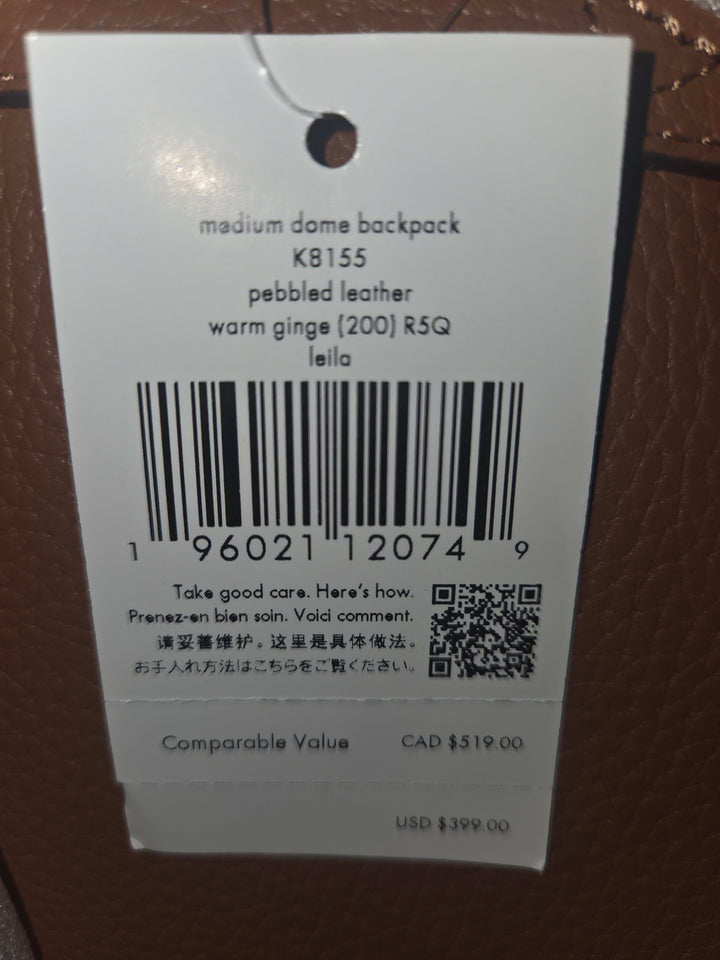 medium dome backpack
K8155
pebbled leather
warm ginge (200) R5Q
leila
1 96021 12074 9
Take good care. Here's how.
Prenez-en bien soin. Voici comment.
请妥善维护。这里是具体做法。
お手入れ方法はこちらをご覧ください。
Comparable Value CAD $519.00
USD $399.00